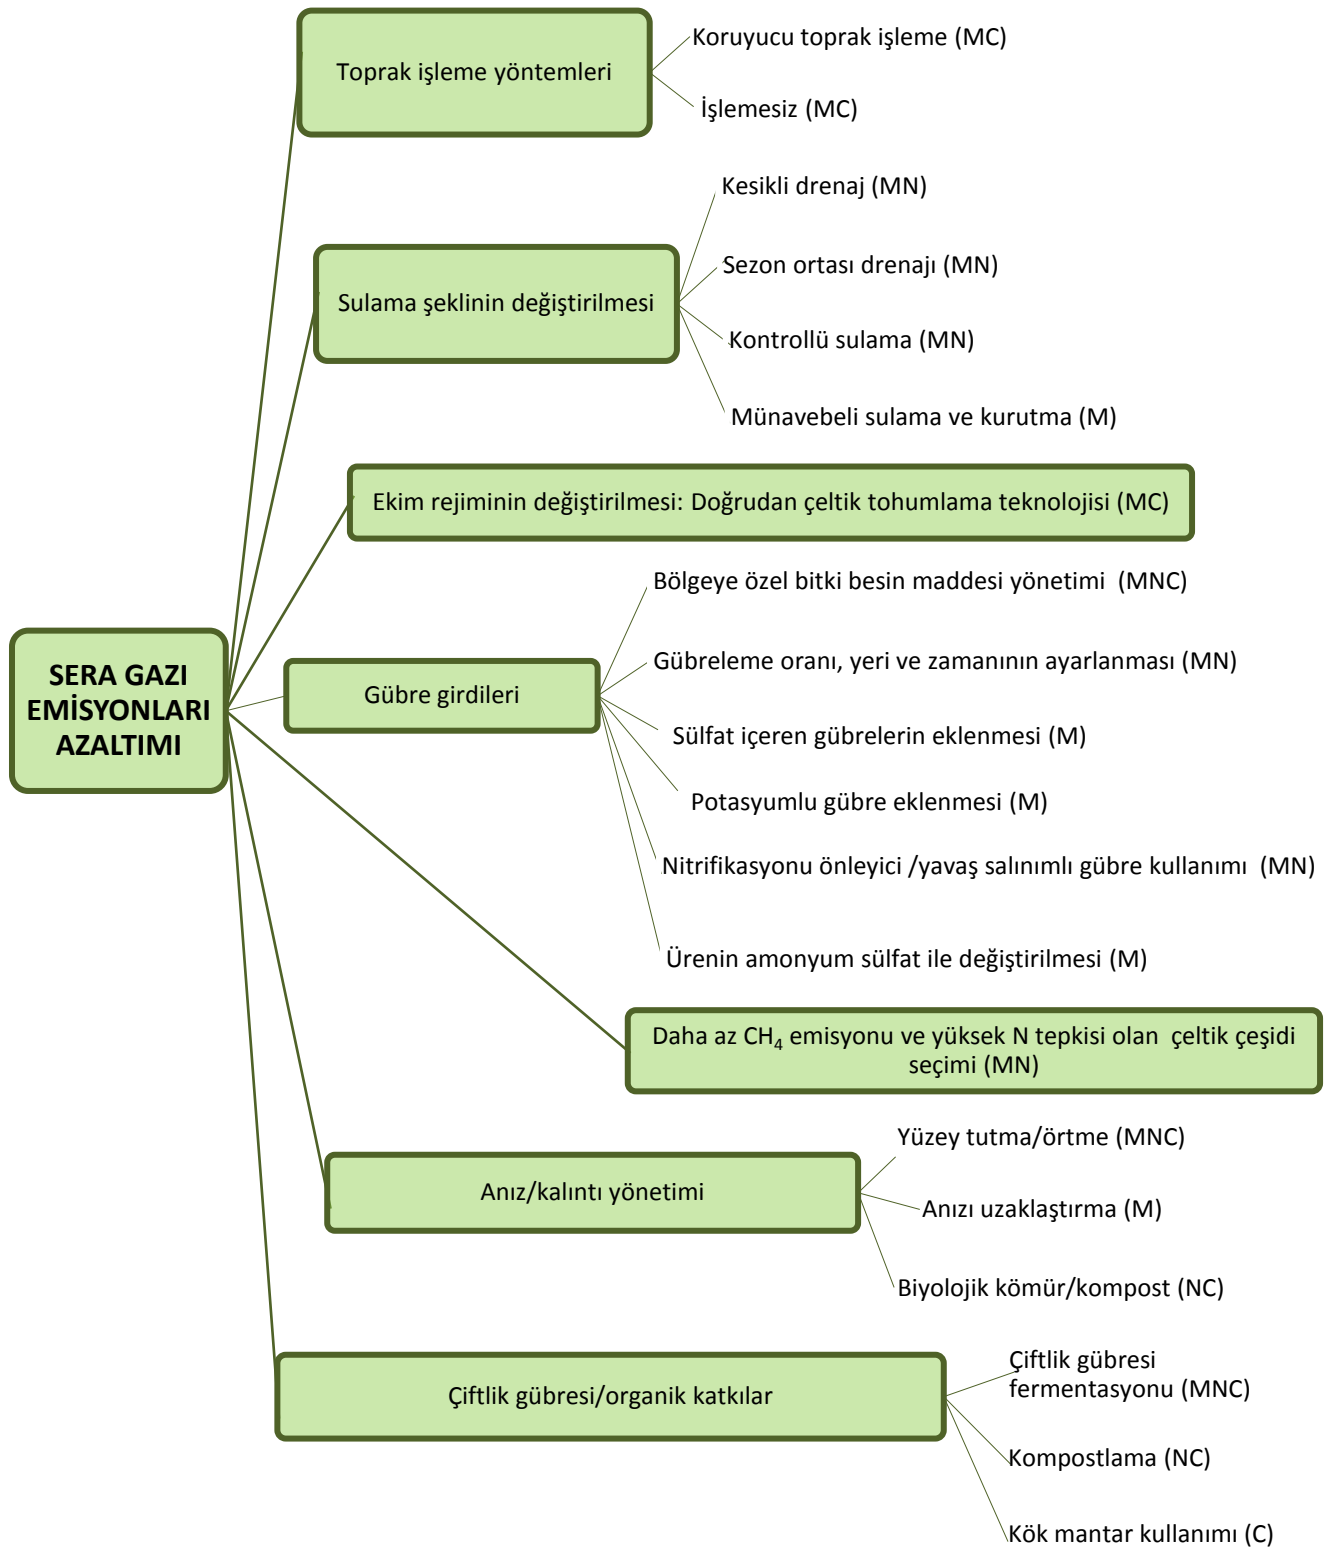 Toprak işleme yöntemleri
Koruyucu toprak işleme (MC)
İşlemesiz (MC)
Sulama şeklinin değiştirilmesi
Kesikli drenaj (MN)
Sezon ortası drenajı (MN)
Kontrollü sulama (MN)
Münavebeli sulama ve kurutma (M)
Ekim rejiminin değiştirilmesi: Doğrudan çeltik tohumlama teknolojisi (MC)
SERA GAZI
EMİSYONLARI
AZALTIMI
Gübre girdileri
Bölgeye özel bitki besin maddesi yönetimi (MNC)
Gübreleme oranı, yeri ve zamanının ayarlanması (MN)
Sülfat içeren gübrelerin eklenmesi (M)
Potasyumlu gübre eklenmesi (M)
Nitrifikasyonu önleyici /yavaş salınımlı gübre kullanımı (MN)
Ürenin amonyum sülfat ile değiştirilmesi (M)
Daha az CH₄ emisyonu ve yüksek N tepkisi olan çeltik çeşidi
seçimi (MN)
Anız/kalıntı yönetimi
Yüzey tutma/örtme (MNC)
Anızı uzaklaştırma (M)
Biyolojik kömür/kompost (NC)
Çiftlik gübresi/organik katkılar
Çiftlik gübresi
fermentasyonu (MNC)
Kompostlama (NC)
Kök mantar kullanımı (C)